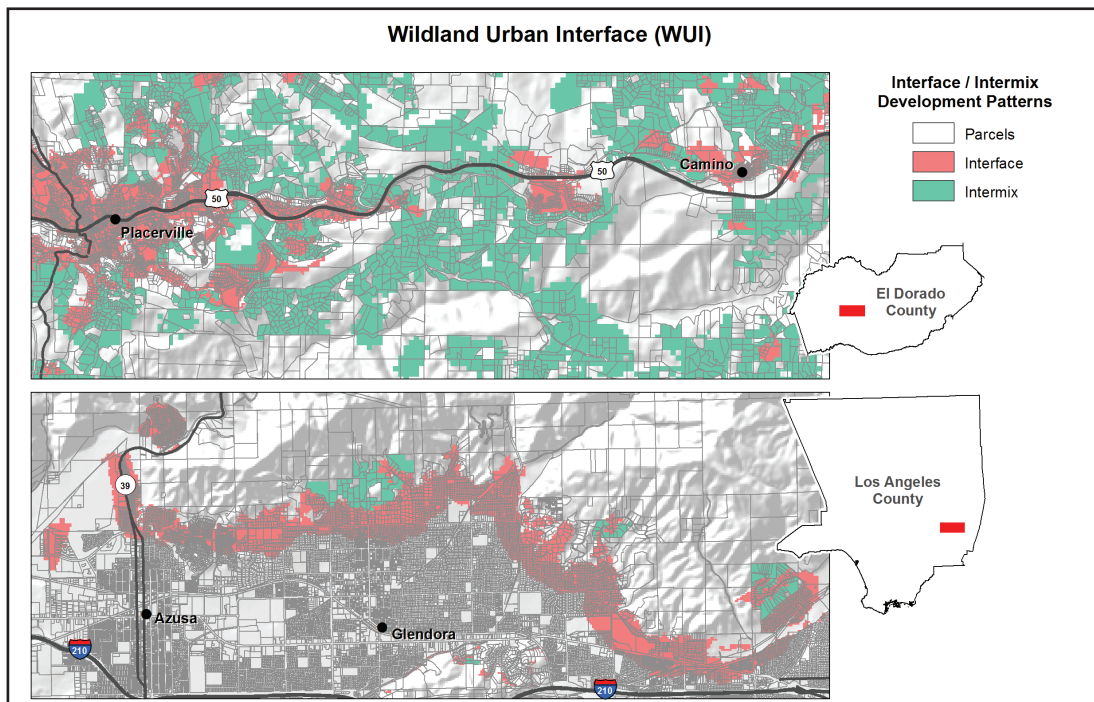 Wildland Urban Interface (WUI)
Interface / Intermix
Development Patterns
Parcels
Interface
Intermix
50
Camino
50
Placerville
El Dorado
County
39
Los Angeles
County
Azusa
Glendora
210
210